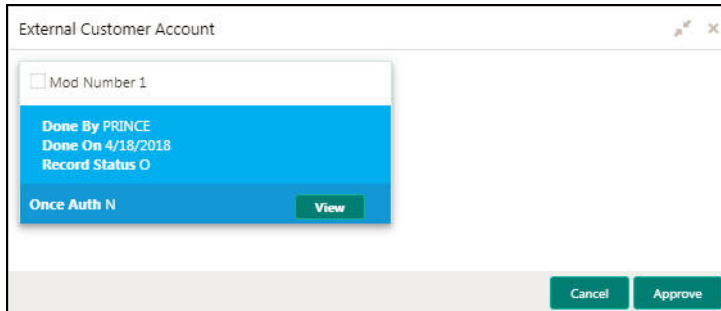 External Customer Account
Mod Number 1
Done By PRINCE
Done On 4/18/2018
Record Status O
Once Auth N
View
Cancel
Approve